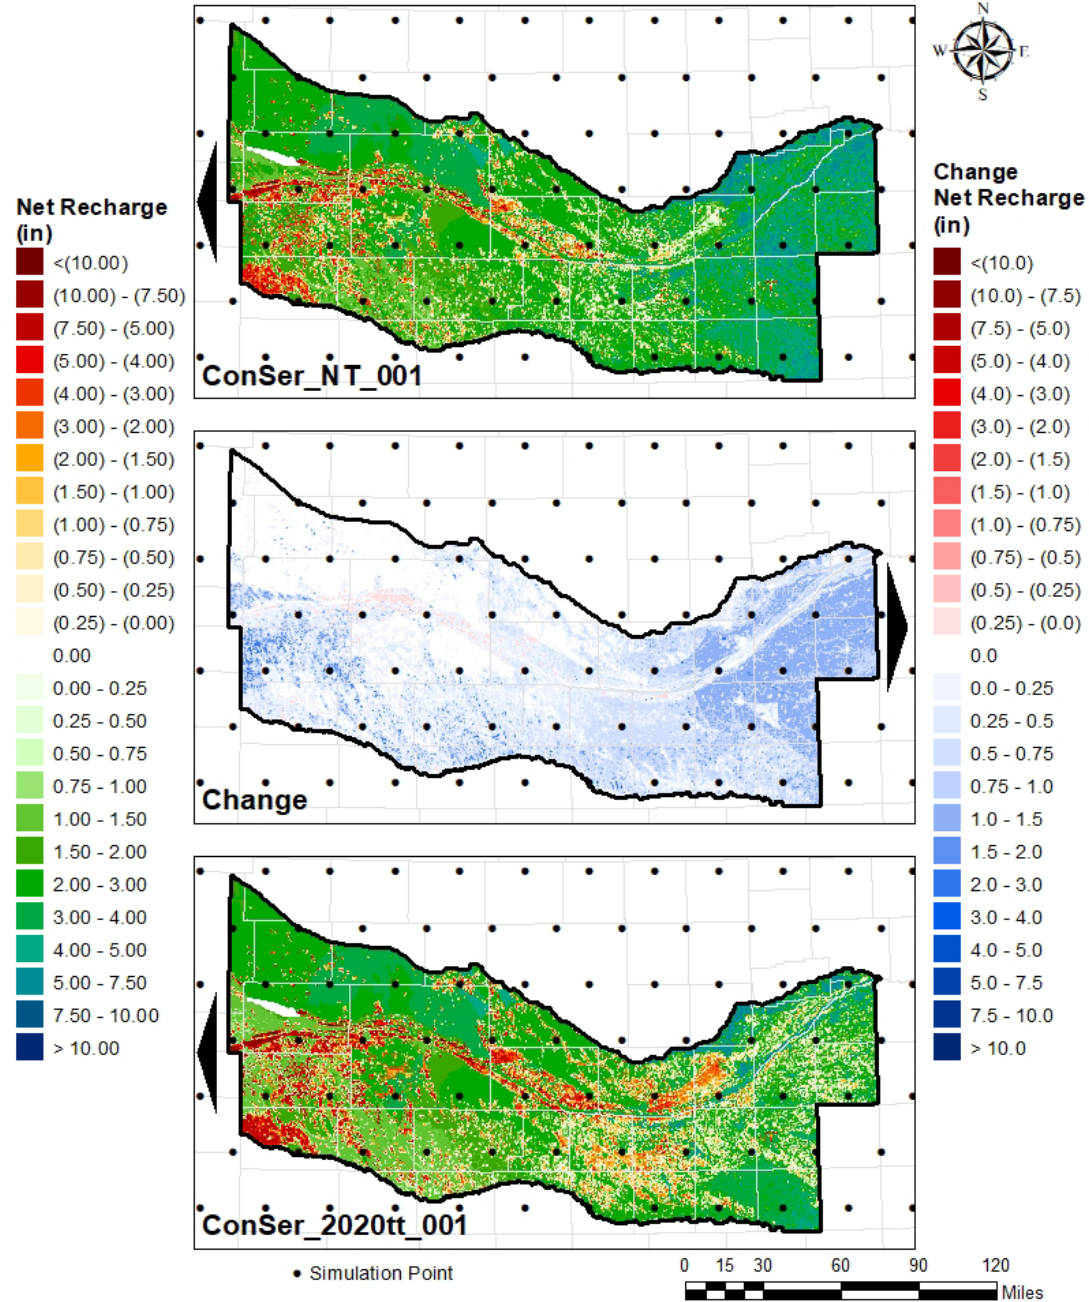 N
W E
S
Net Recharge
(in)
<(10.00)
(10.00) - (7.50)
(7.50) - (5.00)
(5.00) - (4.00)
(4.00) - (3.00)
(3.00) - (2.00)
(2.00) - (1.50)
(1.50) - (1.00)
(1.00) - (0.75)
(0.75) - (0.50)
(0.50) - (0.25)
(0.25) - (0.00)
0.00
0.00 - 0.25
0.25 - 0.50
0.50 - 0.75
0.75 - 1.00
1.00 - 1.50
1.50 - 2.00
2.00 - 3.00
3.00 - 4.00
4.00 - 5.00
5.00 - 7.50
7.50 - 10.00
> 10.00
ConSer_NT_001
Change
ConSer_2020tt_001
Change
Net Recharge
(in)
<(10.0)
(10.0) - (7.5)
(7.5) - (5.0)
(5.0) - (4.0)
(4.0) - (3.0)
(3.0) - (2.0)
(2.0) - (1.5)
(1.5) - (1.0)
(1.0) - (0.75)
(0.75) - (0.5)
(0.5) - (0.25)
(0.25) - (0.0)
0.0
0.0 - 0.25
0.25 - 0.5
0.5 - 0.75
0.75 - 1.0
1.0 - 1.5
1.5 - 2.0
2.0 - 3.0
3.0 - 4.0
4.0 - 5.0
5.0 - 7.5
7.5 - 10.0
> 10.0
Simulation Point
0 15 30 60 90 120
Miles